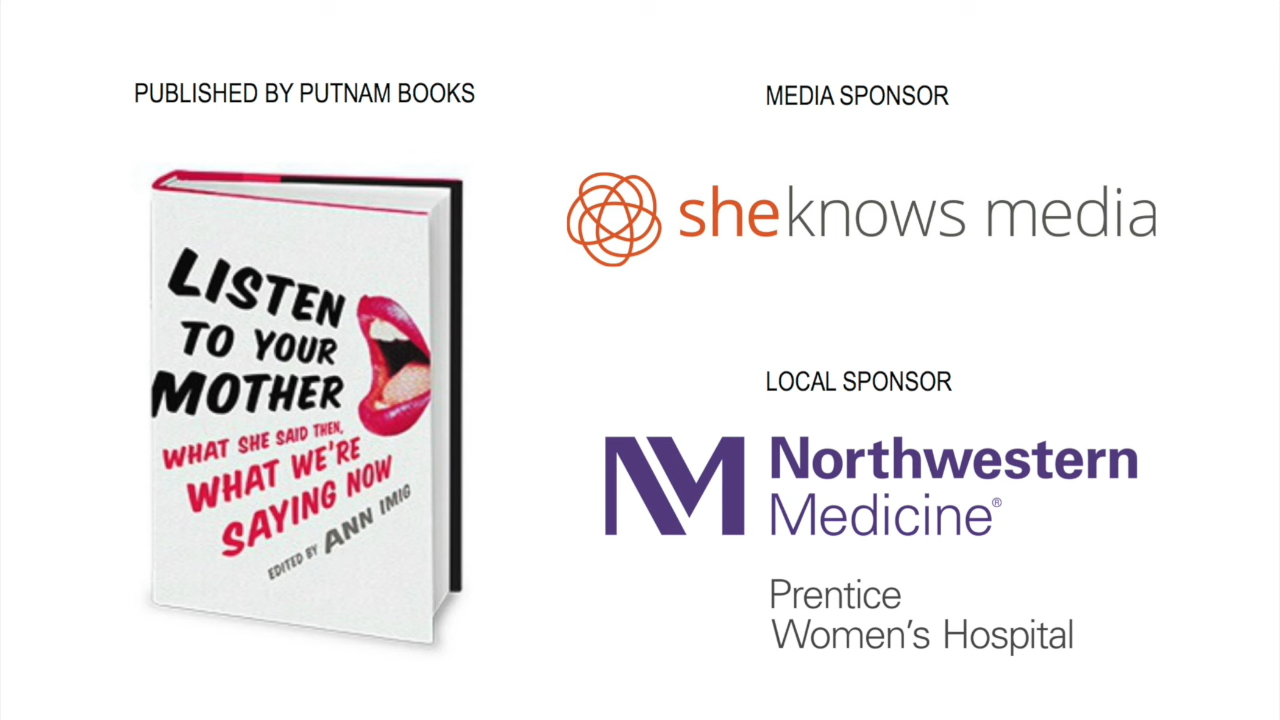 PUBLISHED BY PUTNAM BOOKS
LISTEN
TO YOUR
MOTHER
WHAT SHE SAID THEN,
WHAT WE'RE
SAYING NOW
EDITED BY ANN IMIG
MEDIA SPONSOR
sheknows media
LOCAL SPONSOR
NM
Northwestern
Medicine®
Prentice
Women's Hospital